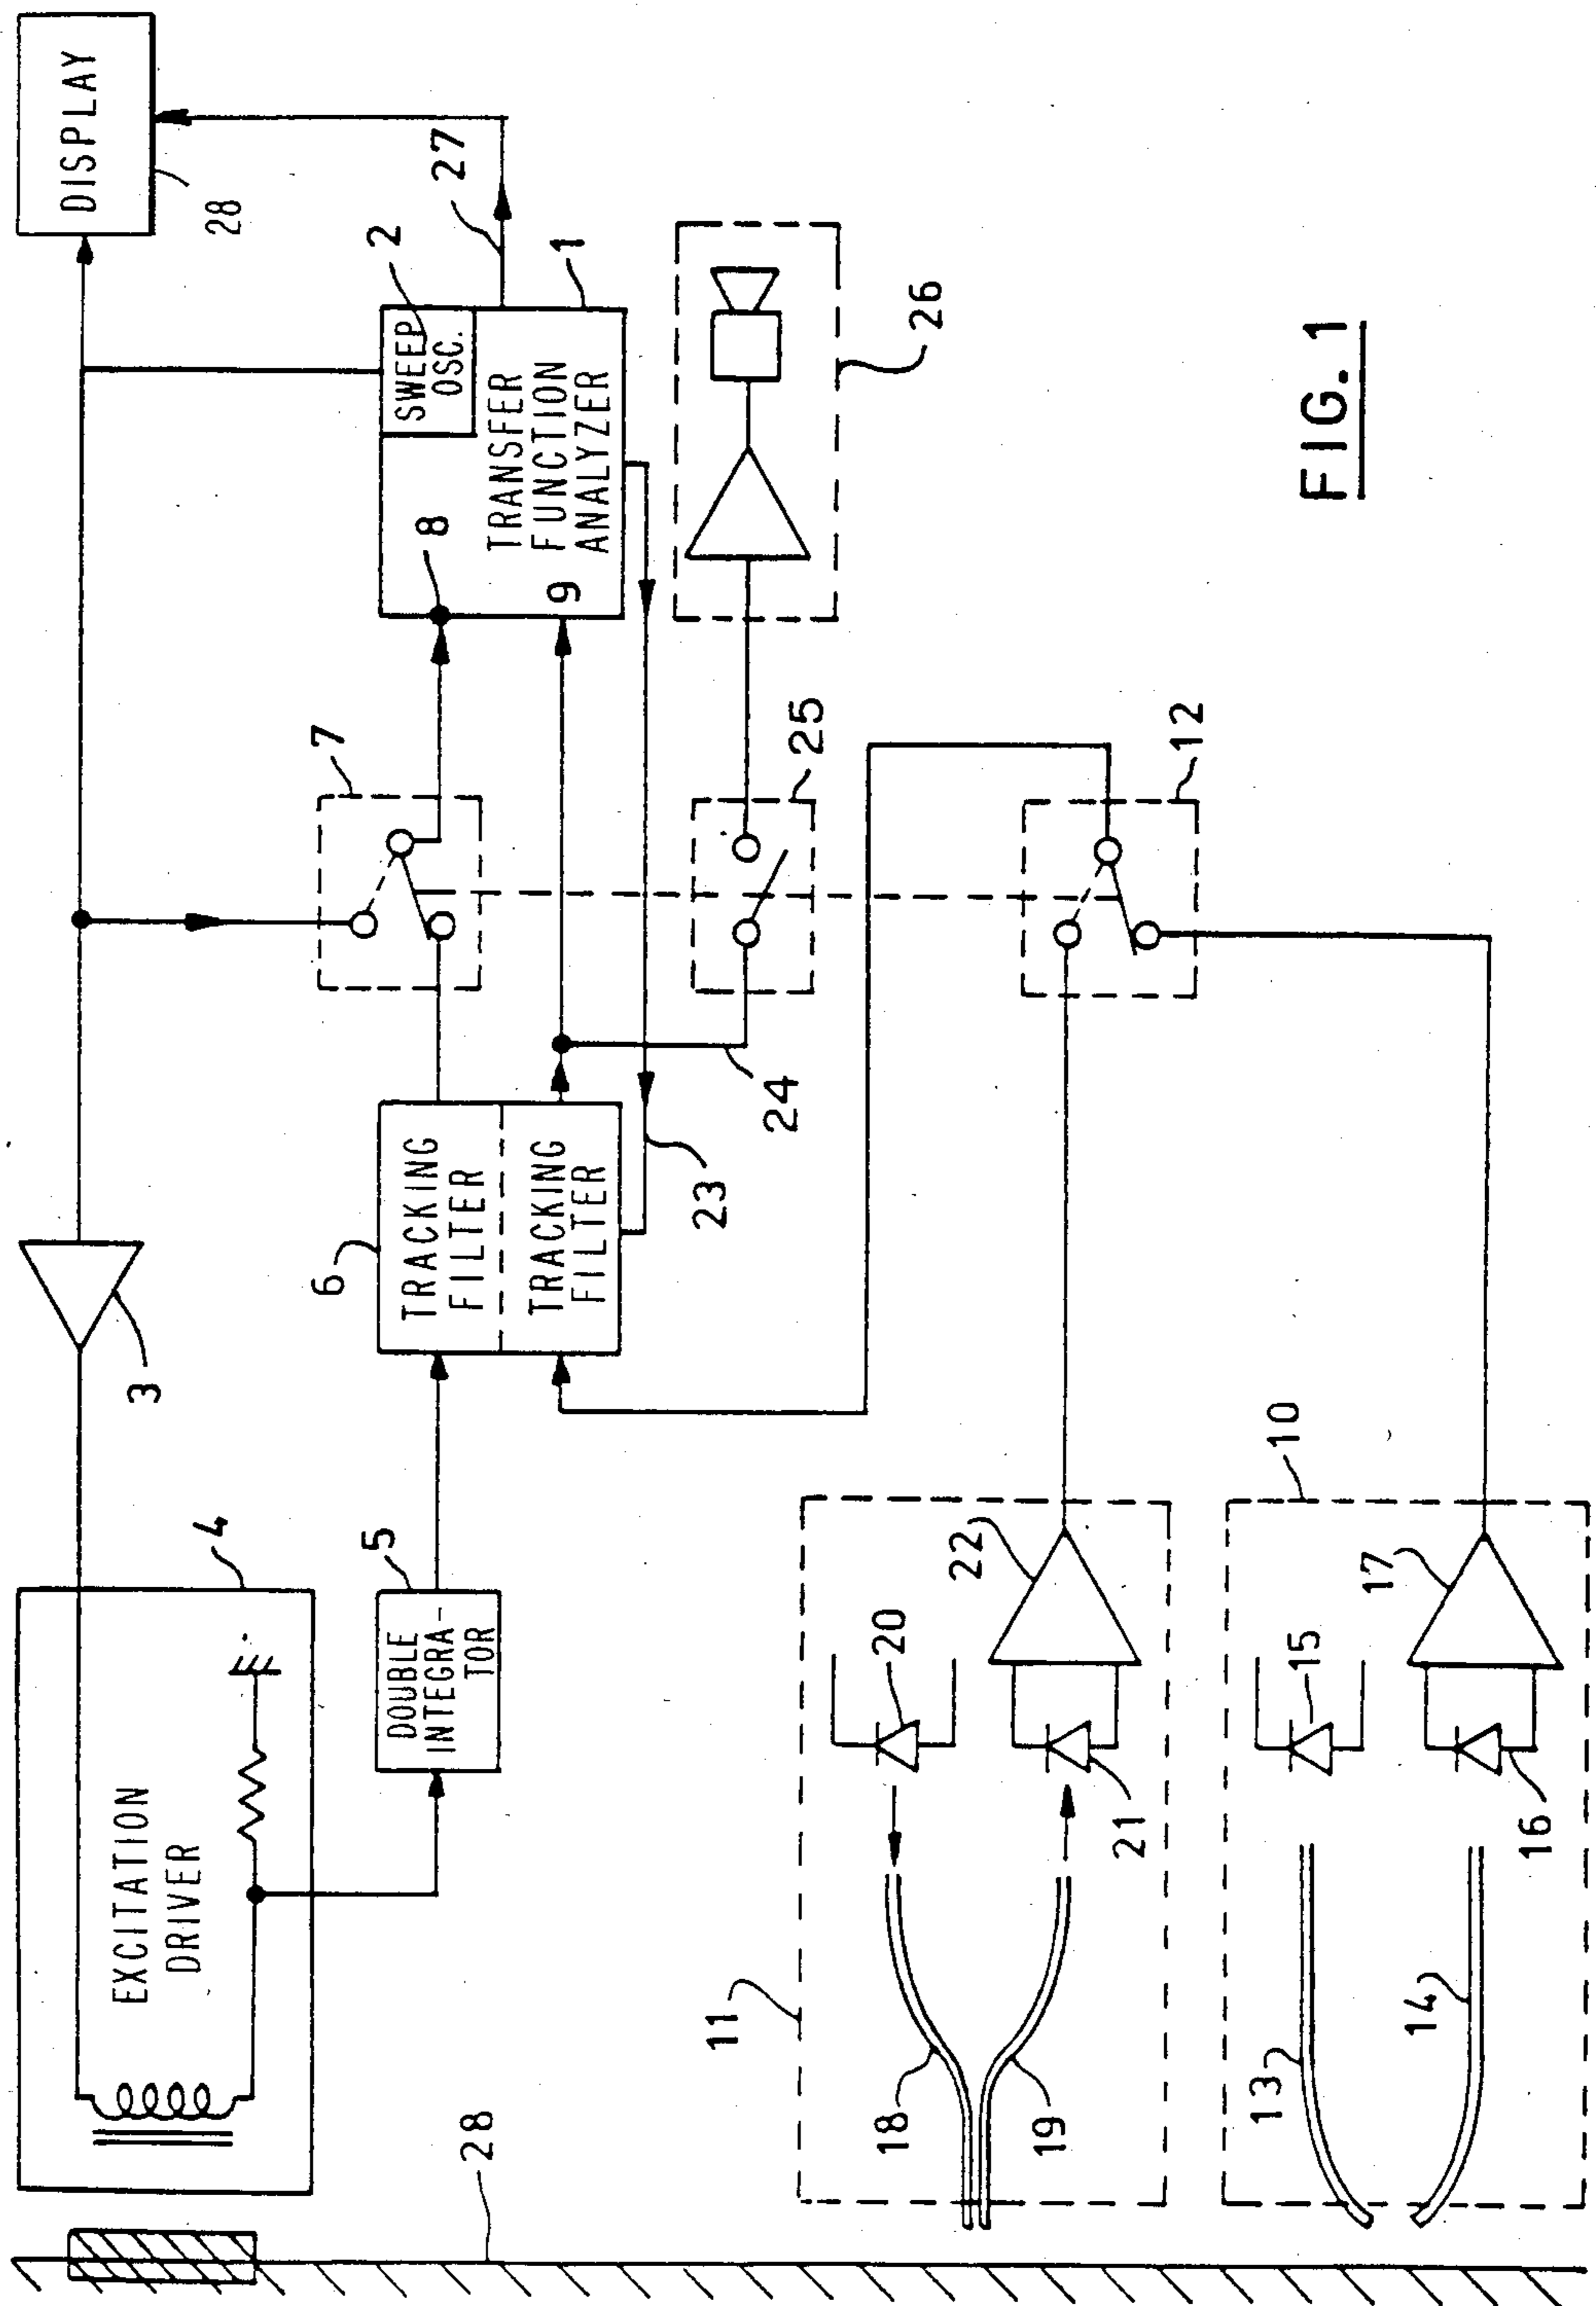 EXCITATION
DRIVER
4
3
DISPLAY
28
5
DOUBLE
INTEGRA-
TOR
6
TRACKING
FILTER
TRACKING
FILTER
7
8
9
SWEEP
OSC.
2
TRANSFER
FUNCTION
ANALYZER
1
27
23
24
25
26
28
11
18
19
20
21
22
12
10
13
14
15
16
17
FIG. 1